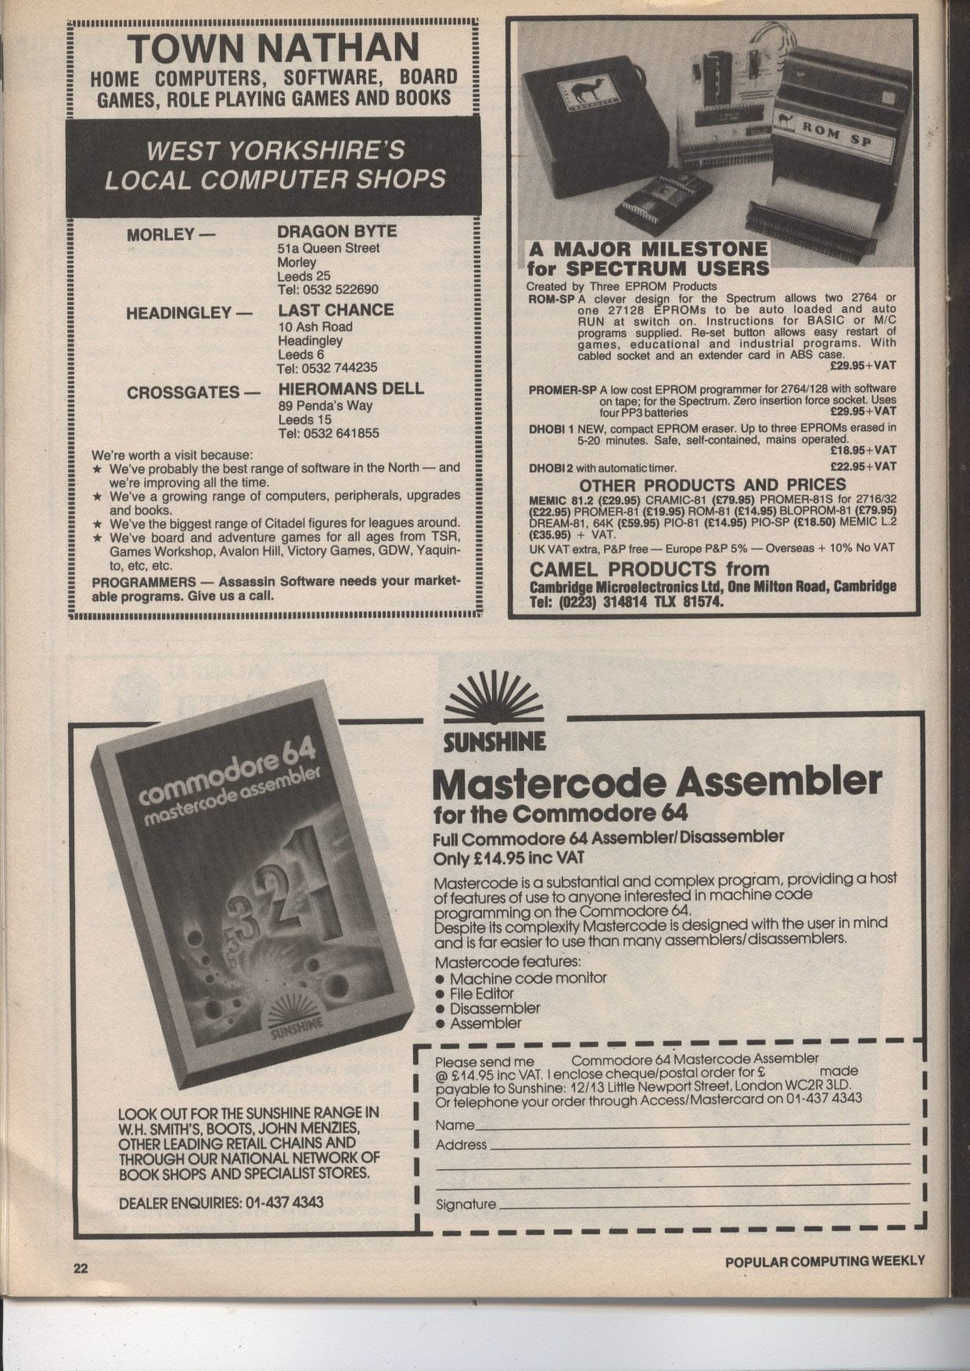 TOWN NATHAN
HOME COMPUTERS, SOFTWARE, BOARD
GAMES, ROLE PLAYING GAMES AND BOOKS
WEST YORKSHIRE'S
LOCAL COMPUTER SHOPS
MORLEY — DRAGON BYTE
51a Queen Street
Morley
Leeds 25
Tel: 0532 522690
HEADINGLEY — LAST CHANCE
10 Ash Road
Headingley
Leeds 6
Tel: 0532 744235
CROSSGATES — HIEROMANS DELL
89 Penda's Way
Leeds 15
Tel: 0532 641855
We're worth a visit because:
★ We've probably the best range of software in the North — and
we're improving all the time.
★ We've a growing range of computers, peripherals, upgrades
and books.
★ We've the biggest range of Citadel figures for leagues around.
★ We've board and adventure games for all ages from TSR,
Games Workshop, Avalon Hill, Victory Games, GDW, Yaquin-
to, etc, etc.
PROGRAMMERS — Assassin Software needs your market-
able programs. Give us a call.
ROM SP
A MAJOR MILESTONE
for SPECTRUM USERS
Created by Three EPROM Products
ROM-SP A clever design for the Spectrum allows two 2764 or
one 27128 EPROMs to be auto loaded and auto
RUN at switch on. Instructions for BASIC or M/C
programs supplied. Re-set button allows easy restart of
games, educational and industrial programs. With
cabled socket and an extender card in ABS case.
£29.95+VAT
PROMER-SP A low cost EPROM programmer for 2764/128 with software
on tape; for the Spectrum. Zero insertion force socket. Uses
four PP3 batteries £29.95+VAT
DHOBI 1 NEW, compact EPROM eraser. Up to three EPROMs erased in
5-20 minutes. Safe, self-contained, mains operated.
£18.95+VAT
DHOBI 2 with automatic timer. £22.95+VAT
OTHER PRODUCTS AND PRICES
MEMIC 81.2 (£29.95) CRAMIC-81 (£79.95) PROMER-81S for 2716/32
(£22.95) PROMER-81 (£19.95) ROM-81 (£14.95) BLOPROM-81 (£79.95)
DREAM-81, 64K (£59.95) PIO-81 (£14.95) PIO-SP (£18.50) MEMIC L.2
(£35.95) + VAT.
UK VAT extra, P&P free — Europe P&P 5% — Overseas + 10% No VAT
CAMEL PRODUCTS from
Cambridge Microelectronics Ltd, One Milton Road, Cambridge
Tel: (0223) 314814 TLX 81574.
commodore 64
mastercode assembler
3 2 1
SUNSHINE
LOOK OUT FOR THE SUNSHINE RANGE IN
W.H. SMITH'S, BOOTS, JOHN MENZIES,
OTHER LEADING RETAIL CHAINS AND
THROUGH OUR NATIONAL NETWORK OF
BOOK SHOPS AND SPECIALIST STORES.
DEALER ENQUIRIES: 01-437 4343
SUNSHINE
Mastercode Assembler
for the Commodore 64
Full Commodore 64 Assembler/Disassembler
Only £14.95 inc VAT
Mastercode is a substantial and complex program, providing a host
of features of use to anyone interested in machine code
programming on the Commodore 64.
Despite its complexity Mastercode is designed with the user in mind
and is far easier to use than many assemblers/disassemblers.
Mastercode features:
● Machine code monitor
● File Editor
● Disassembler
● Assembler
Please send me Commodore 64 Mastercode Assembler
@ £14.95 inc VAT. I enclose cheque/postal order for £ made
payable to Sunshine: 12/13 Little Newport Street, London WC2R 3LD.
Or telephone your order through Access/Mastercard on 01-437 4343
Name
Address
Signature
22
POPULAR COMPUTING WEEKLY